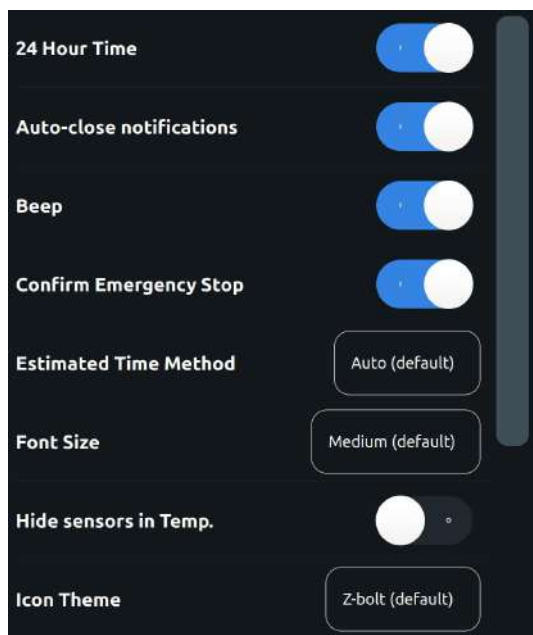 24 Hour Time
Auto-close notifications
Beep
Confirm Emergency Stop
Estimated Time Method Auto (default)
Font Size Medium (default)
Hide sensors in Temp.
Icon Theme Z-bolt (default)